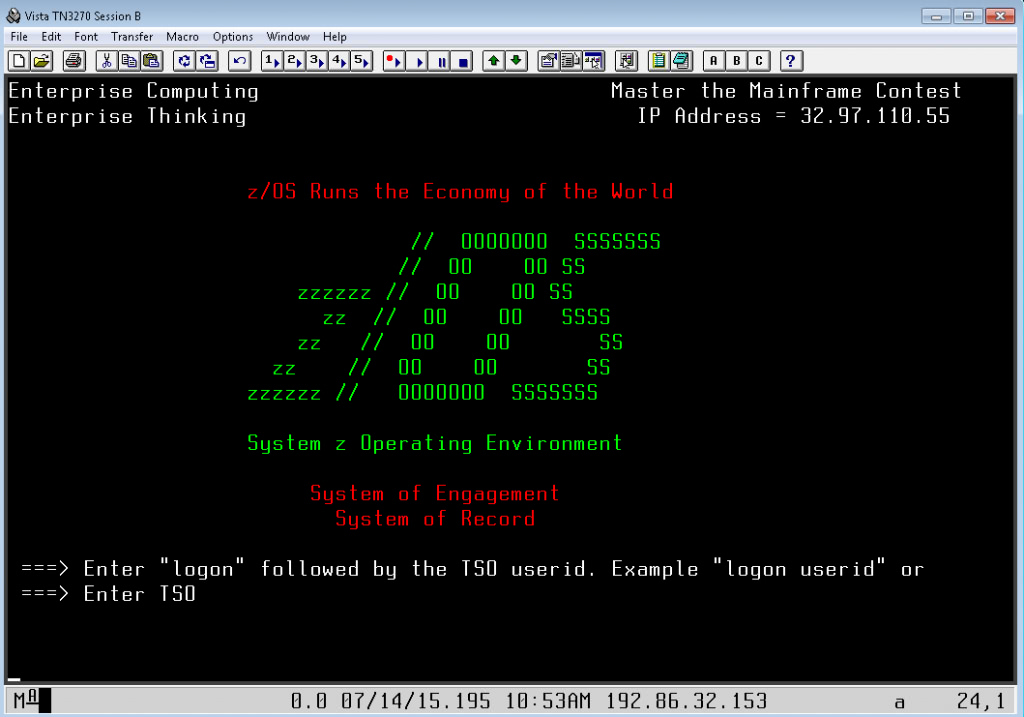 Vista TN3270 Session B
File Edit Font Transfer Macro Options Window Help
1 2 3 4 5 A B C ?
Enterprise Computing Master the Mainframe Contest
Enterprise Thinking IP Address = 32.97.110.55
z/OS Runs the Economy of the World
// OOOOOOO SSSSSSS
// OO OO SS
zzzzzz // OO OO SS
zz // OO OO SSSS
zz // OO OO SS
zz // OO OO SS
zzzzzz // OOOOOOO SSSSSSS
System z Operating Environment
System of Engagement
System of Record
===> Enter "logon" followed by the TSO userid. Example "logon userid" or
===> Enter TSO
MA 0.0 07/14/15.195 10:53AM 192.86.32.153 a 24,1